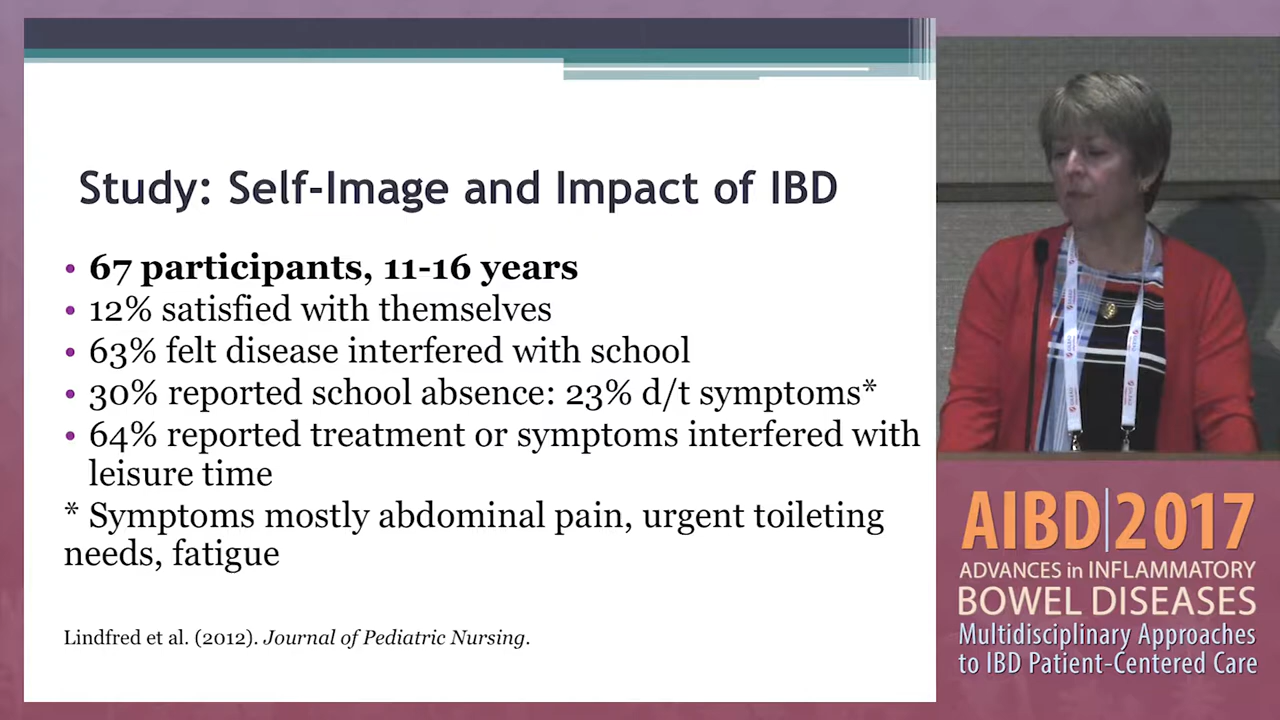 Study: Self-Image and Impact of IBD
• 67 participants, 11-16 years
• 12% satisfied with themselves
• 63% felt disease interfered with school
• 30% reported school absence: 23% d/t symptoms*
• 64% reported treatment or symptoms interfered with
leisure time
* Symptoms mostly abdominal pain, urgent toileting
needs, fatigue
Lindfred et al. (2012). Journal of Pediatric Nursing.
AIBD|2017
ADVANCES in INFLAMMATORY
BOWEL DISEASES
Multidisciplinary Approaches
to IBD Patient-Centered Care